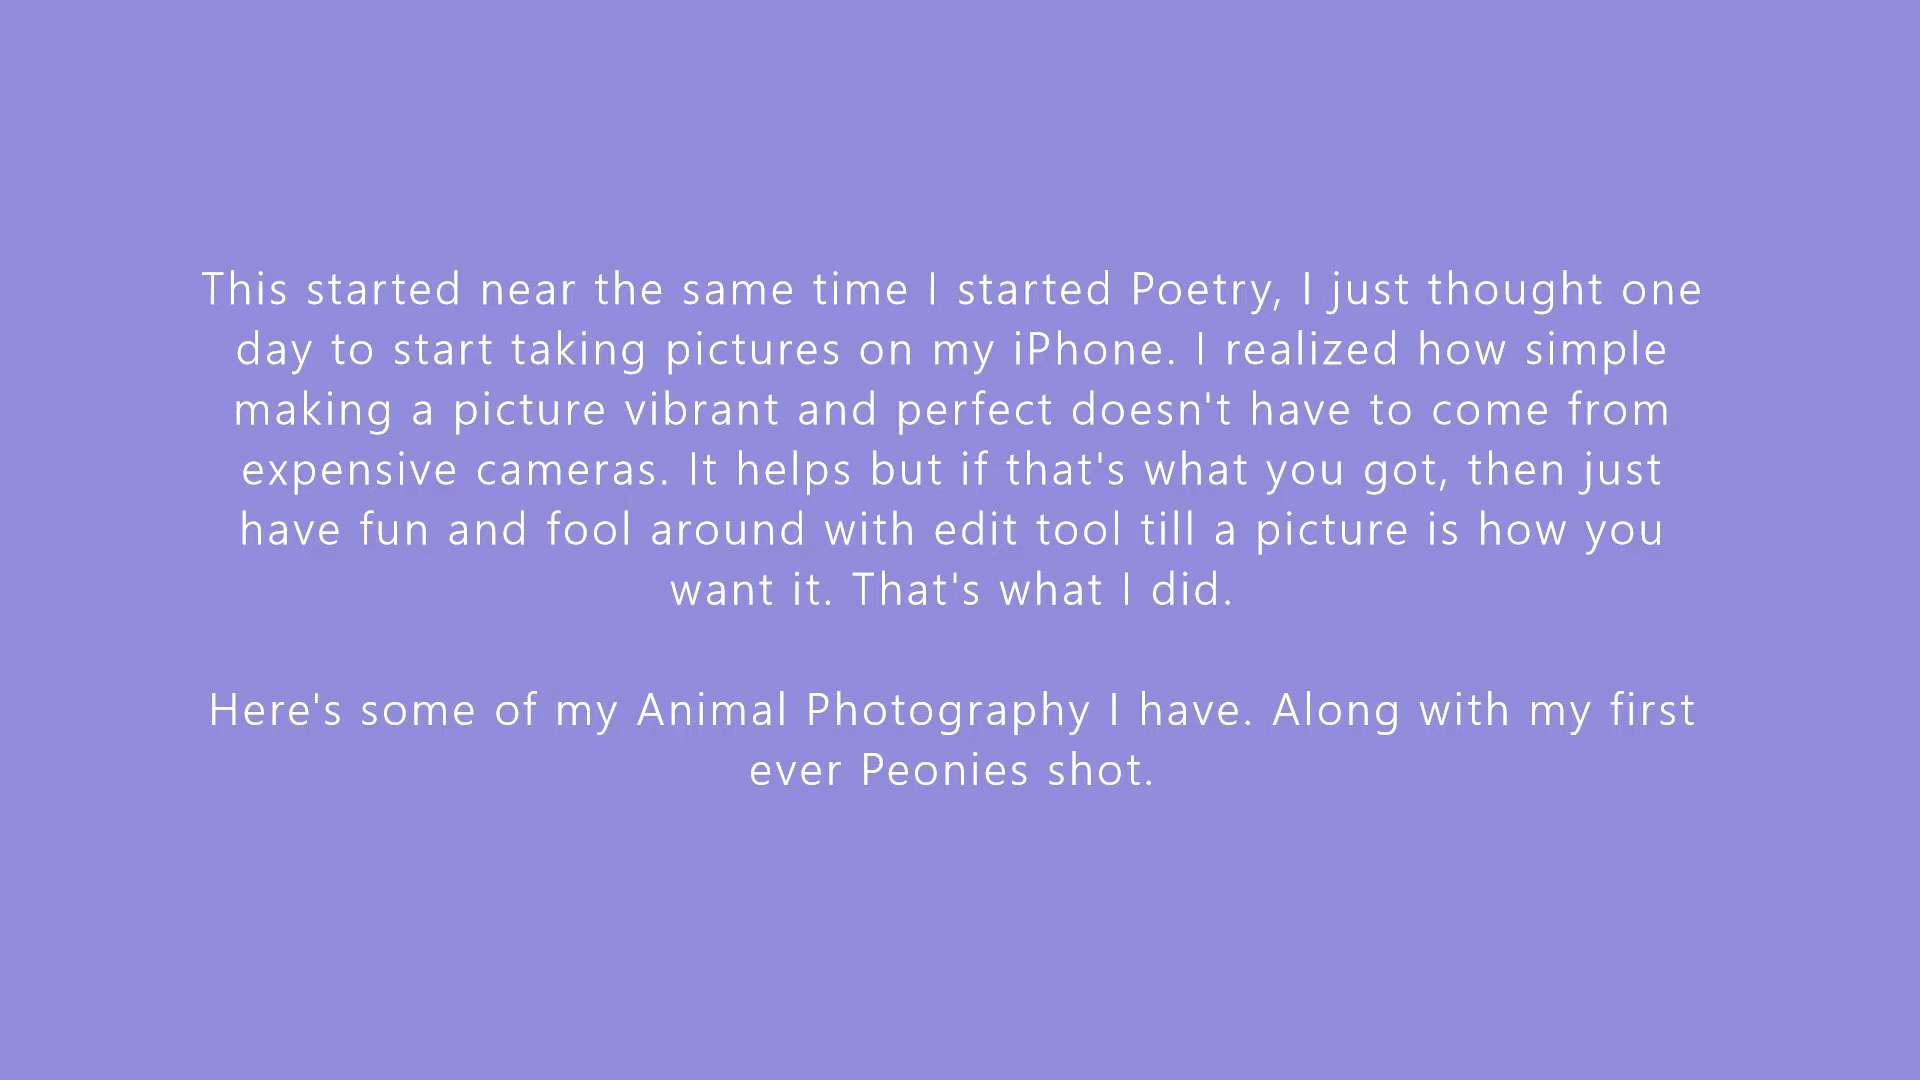 This started near the same time I started Poetry, I just thought one
day to start taking pictures on my iPhone. I realized how simple
making a picture vibrant and perfect doesn't have to come from
expensive cameras. It helps but if that's what you got, then just
have fun and fool around with edit tool till a picture is how you
want it. That's what I did.
Here's some of my Animal Photography I have. Along with my first
ever Peonies shot.